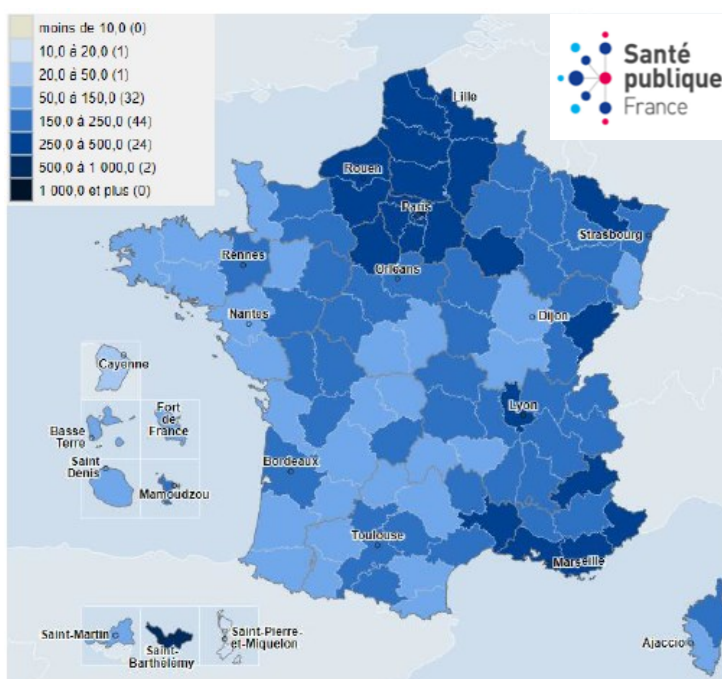 moins de 10,0 (0)
10,0 à 20,0 (1)
20,0 à 50,0 (1)
50,0 à 150,0 (32)
150,0 à 250,0 (44)
250,0 à 500,0 (24)
500,0 à 1 000,0 (2)
1 000,0 et plus (0)
Santé
publique
France
Lille
Rouen
Paris
Strasbourg
Rennes
Orléans
Nantes
Dijon
Cayenne
Lyon
Fort
de
France
Basse
Terre
Saint
Denis
Mamoudzou
Bordeaux
Toulouse
Marseille
Saint-Martin
Saint-
Barthélémy
Saint-Pierre-
et-Miquelon
Ajaccio